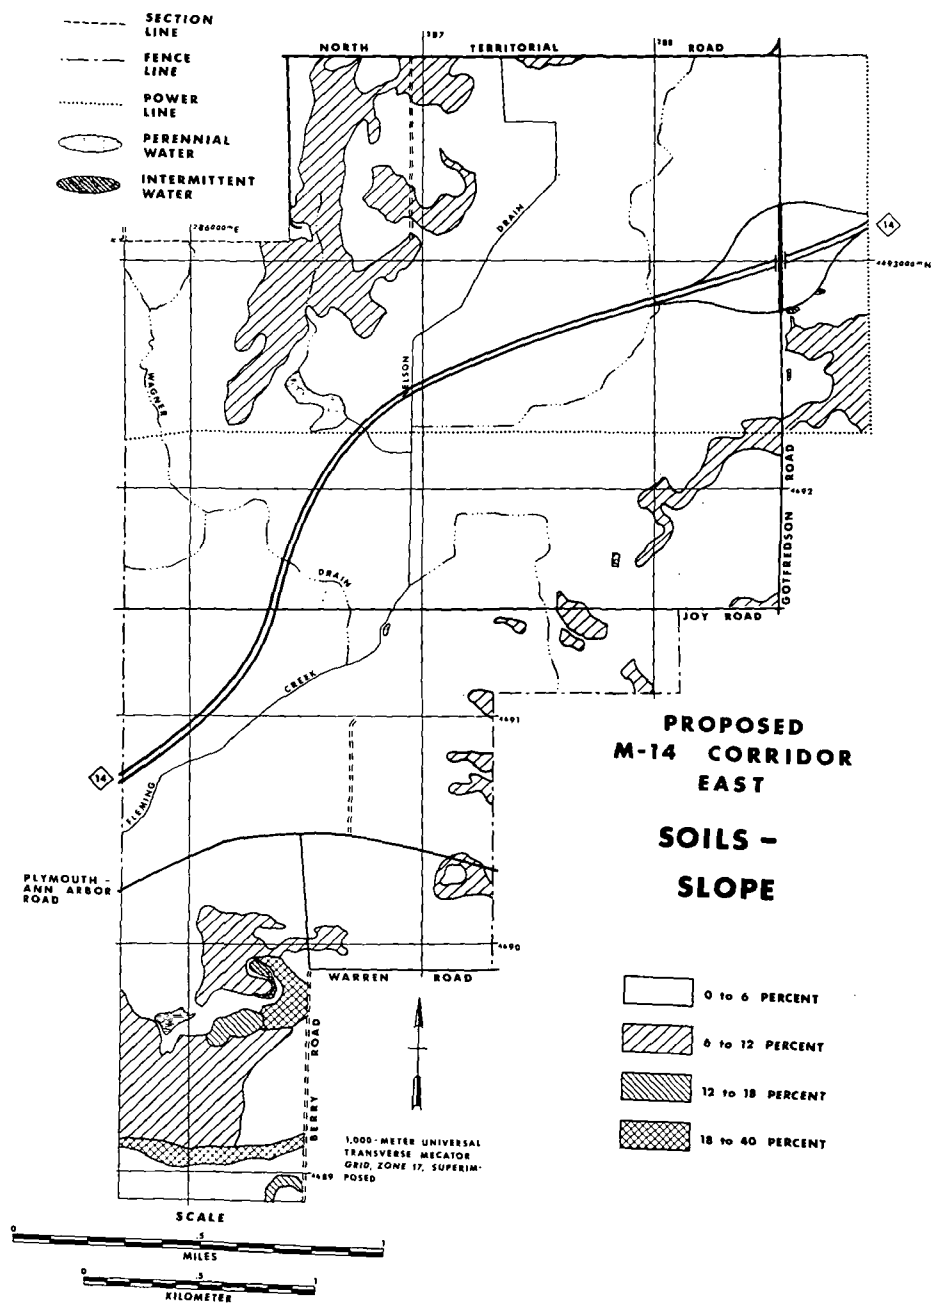 SECTION
LINE
FENCE
LINE
POWER
LINE
PERENNIAL
WATER
INTERMITTENT
WATER
NORTH TERRITORIAL ROAD
287
288
286000mE
14
4693000mN
WAGNER
DRAIN
NELSON
4692
GOTFREDSON ROAD
DRAIN
JOY ROAD
CREEK
4691
14
FLEMING
PROPOSED
M-14 CORRIDOR
EAST
SOILS -
SLOPE
PLYMOUTH -
ANN ARBOR
ROAD
4690
WARREN ROAD
BERRY ROAD
0 to 6 PERCENT
6 to 12 PERCENT
12 to 18 PERCENT
18 to 40 PERCENT
1,000-METER UNIVERSAL
TRANSVERSE MECATOR
GRID, ZONE 17, SUPERIM-
POSED
4489
SCALE
0 .5 1
MILES
0 .5 1
KILOMETER